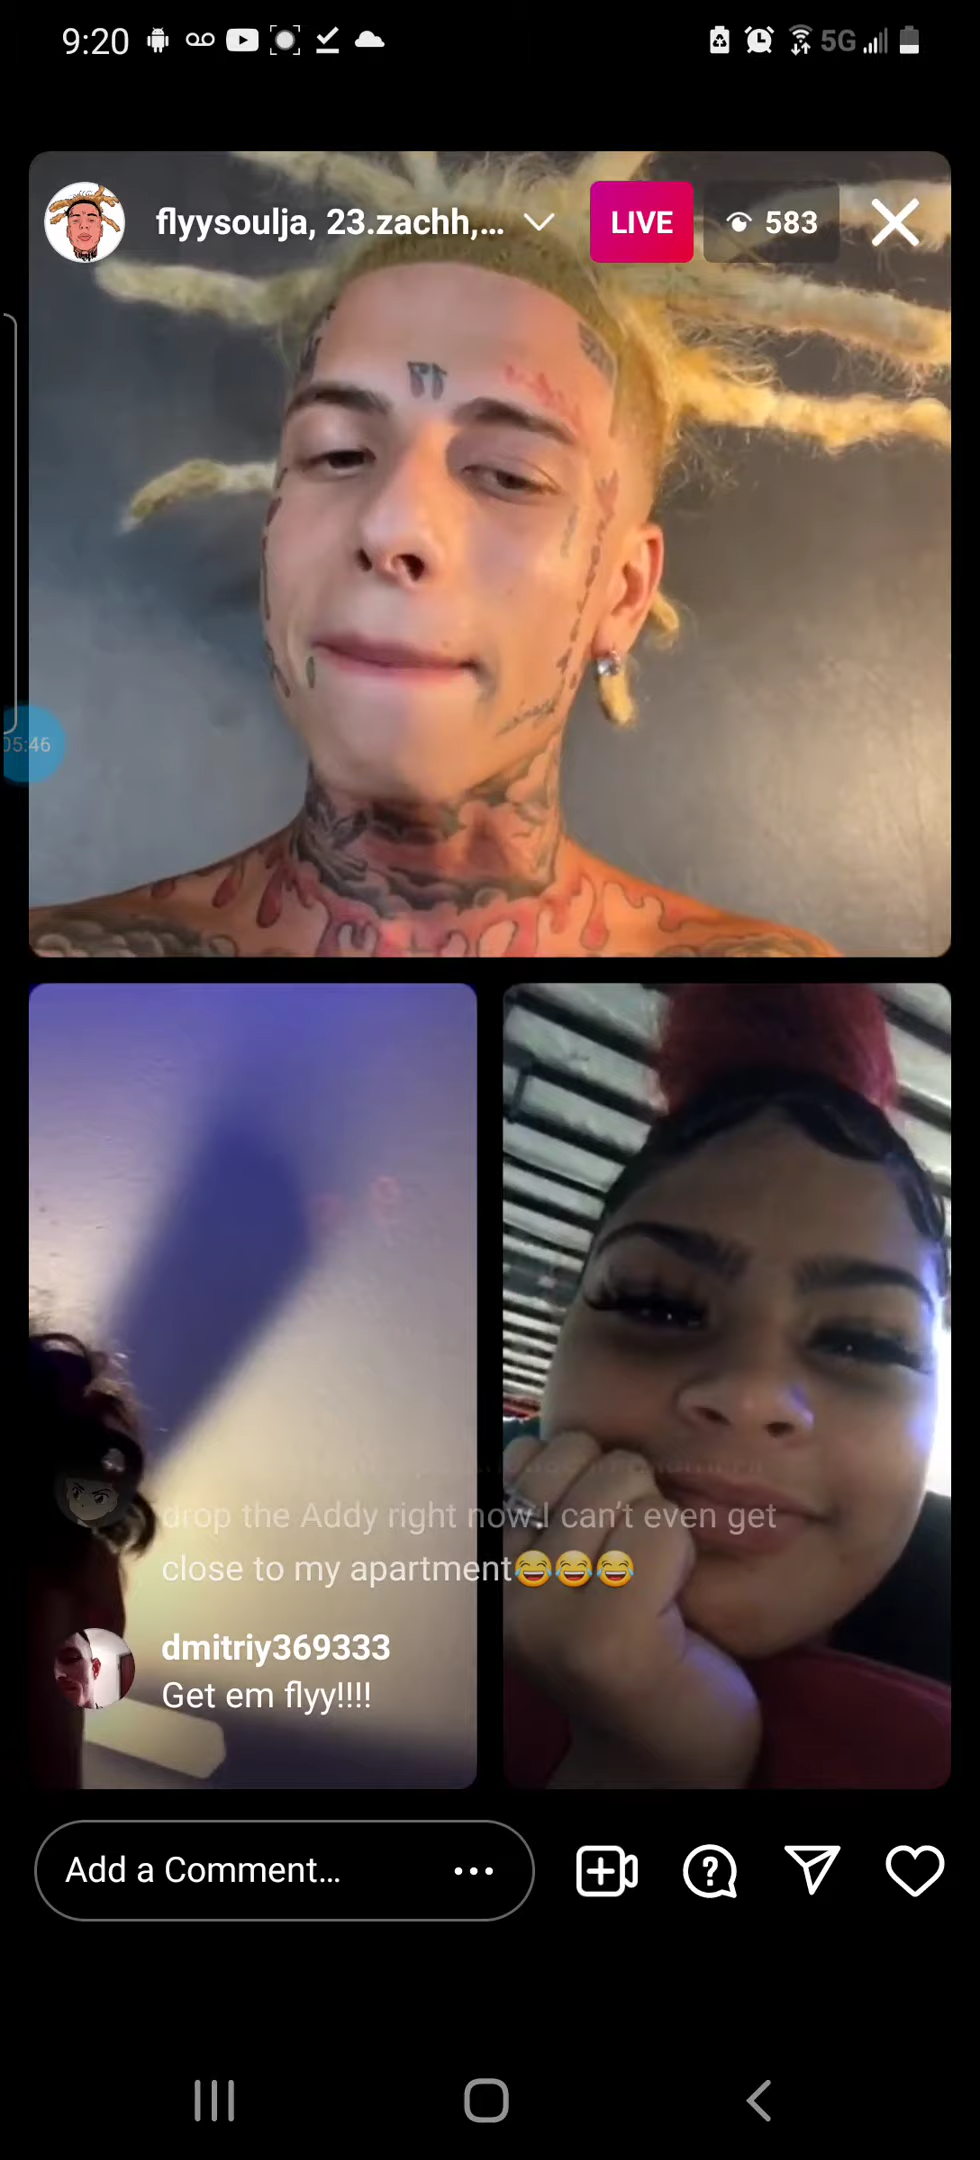 9:20
5G
flyysoulja, 23.zachh,...
LIVE
583
05:46
drop the Addy right now.I can’t even get
close to my apartment😂😂😂
dmitriy369333
Get em flyy!!!!
Add a Comment...